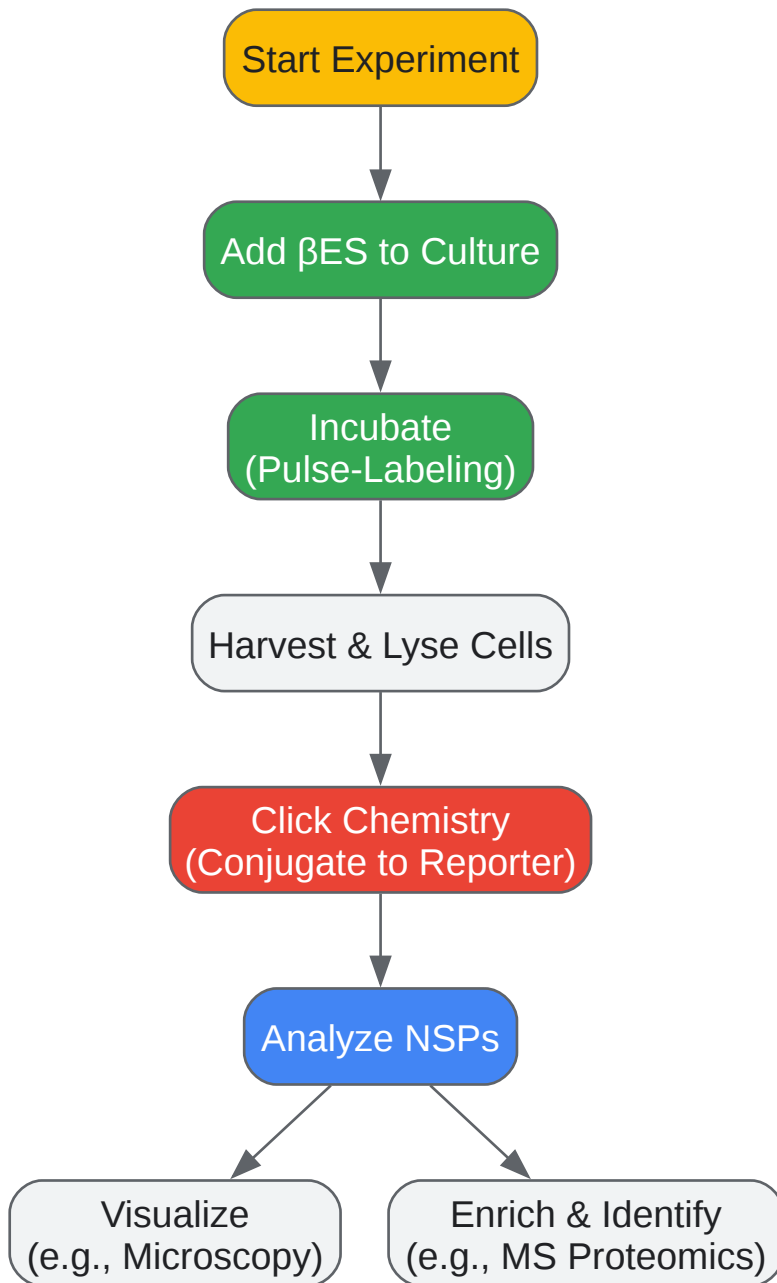 Start Experiment
Add βES to Culture
Incubate
(Pulse-Labeling)
Harvest & Lyse Cells
Click Chemistry
(Conjugate to Reporter)
Analyze NSPs
Visualize
(e.g., Microscopy)
Enrich & Identify
(e.g., MS Proteomics)